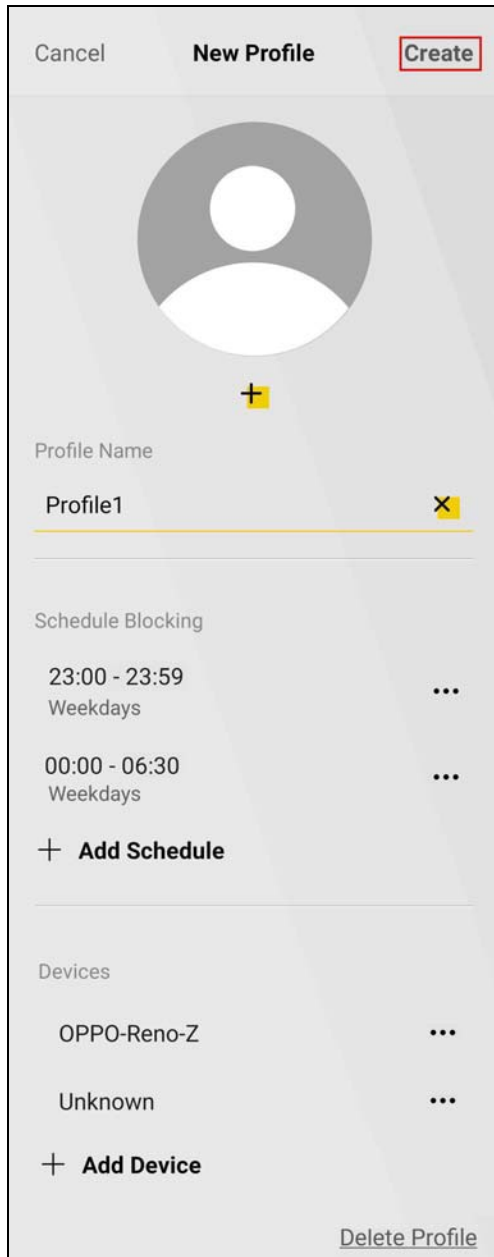 Cancel New Profile Create
Profile Name
Profile1
Schedule Blocking
23:00 - 23:59
Weekdays
00:00 - 06:30
Weekdays
+ Add Schedule
Devices
OPPO-Reno-Z
Unknown
+ Add Device
Delete Profile